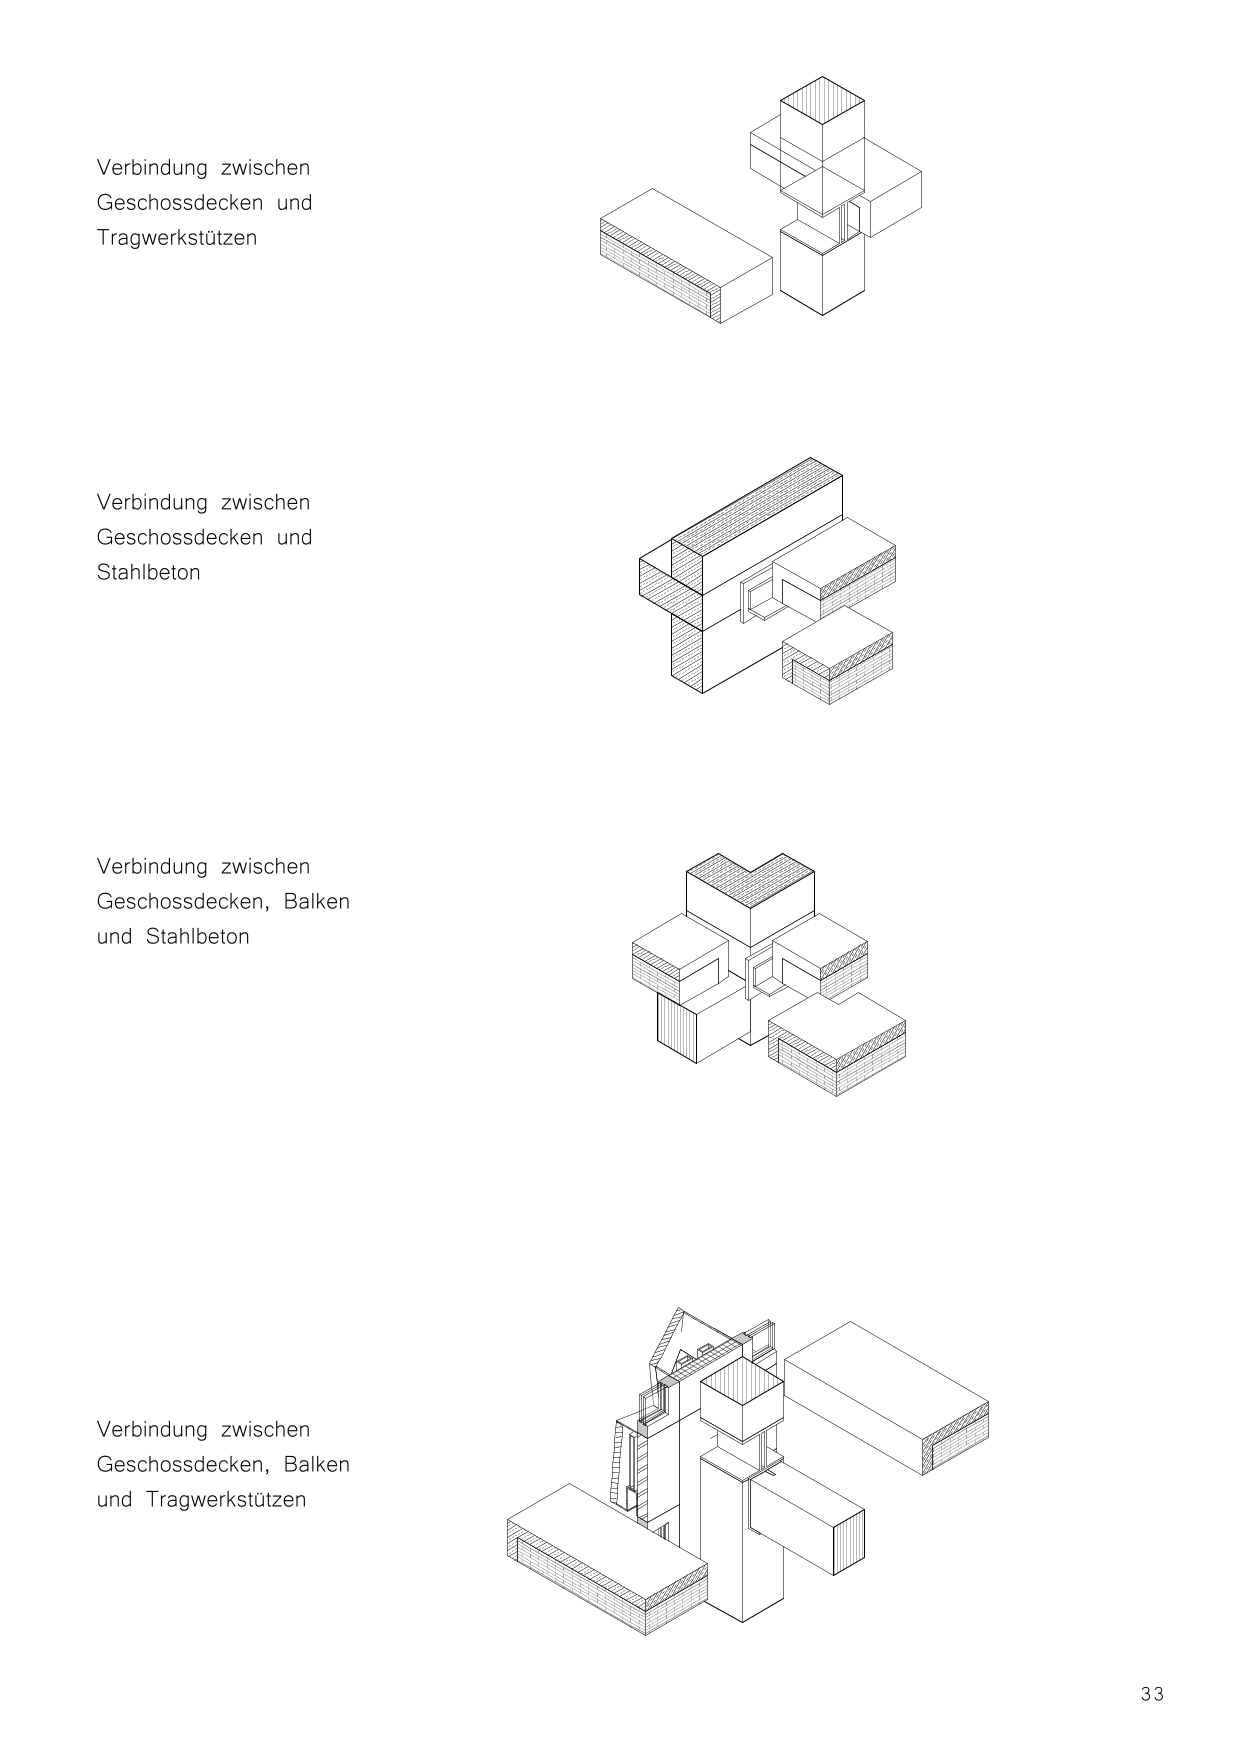 Verbindung zwischen
Geschossdecken und
Tragwerkstützen
Verbindung zwischen
Geschossdecken und
Stahlbeton
Verbindung zwischen
Geschossdecken, Balken
und Stahlbeton
Verbindung zwischen
Geschossdecken, Balken
und Tragwerkstützen
33